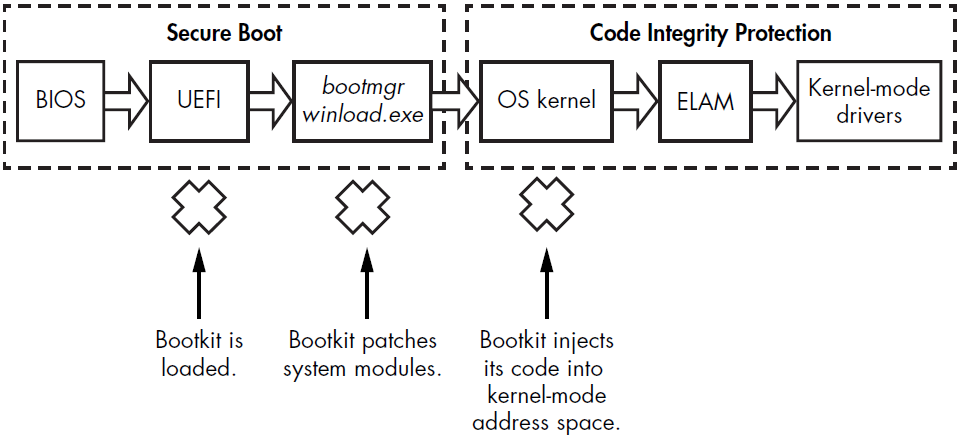 Secure Boot
Code Integrity Protection
BIOS
UEFI
bootmgr
winload.exe
OS kernel
ELAM
Kernel-mode
drivers
Bootkit is
loaded.
Bootkit patches
system modules.
Bootkit injects
its code into
kernel-mode
address space.